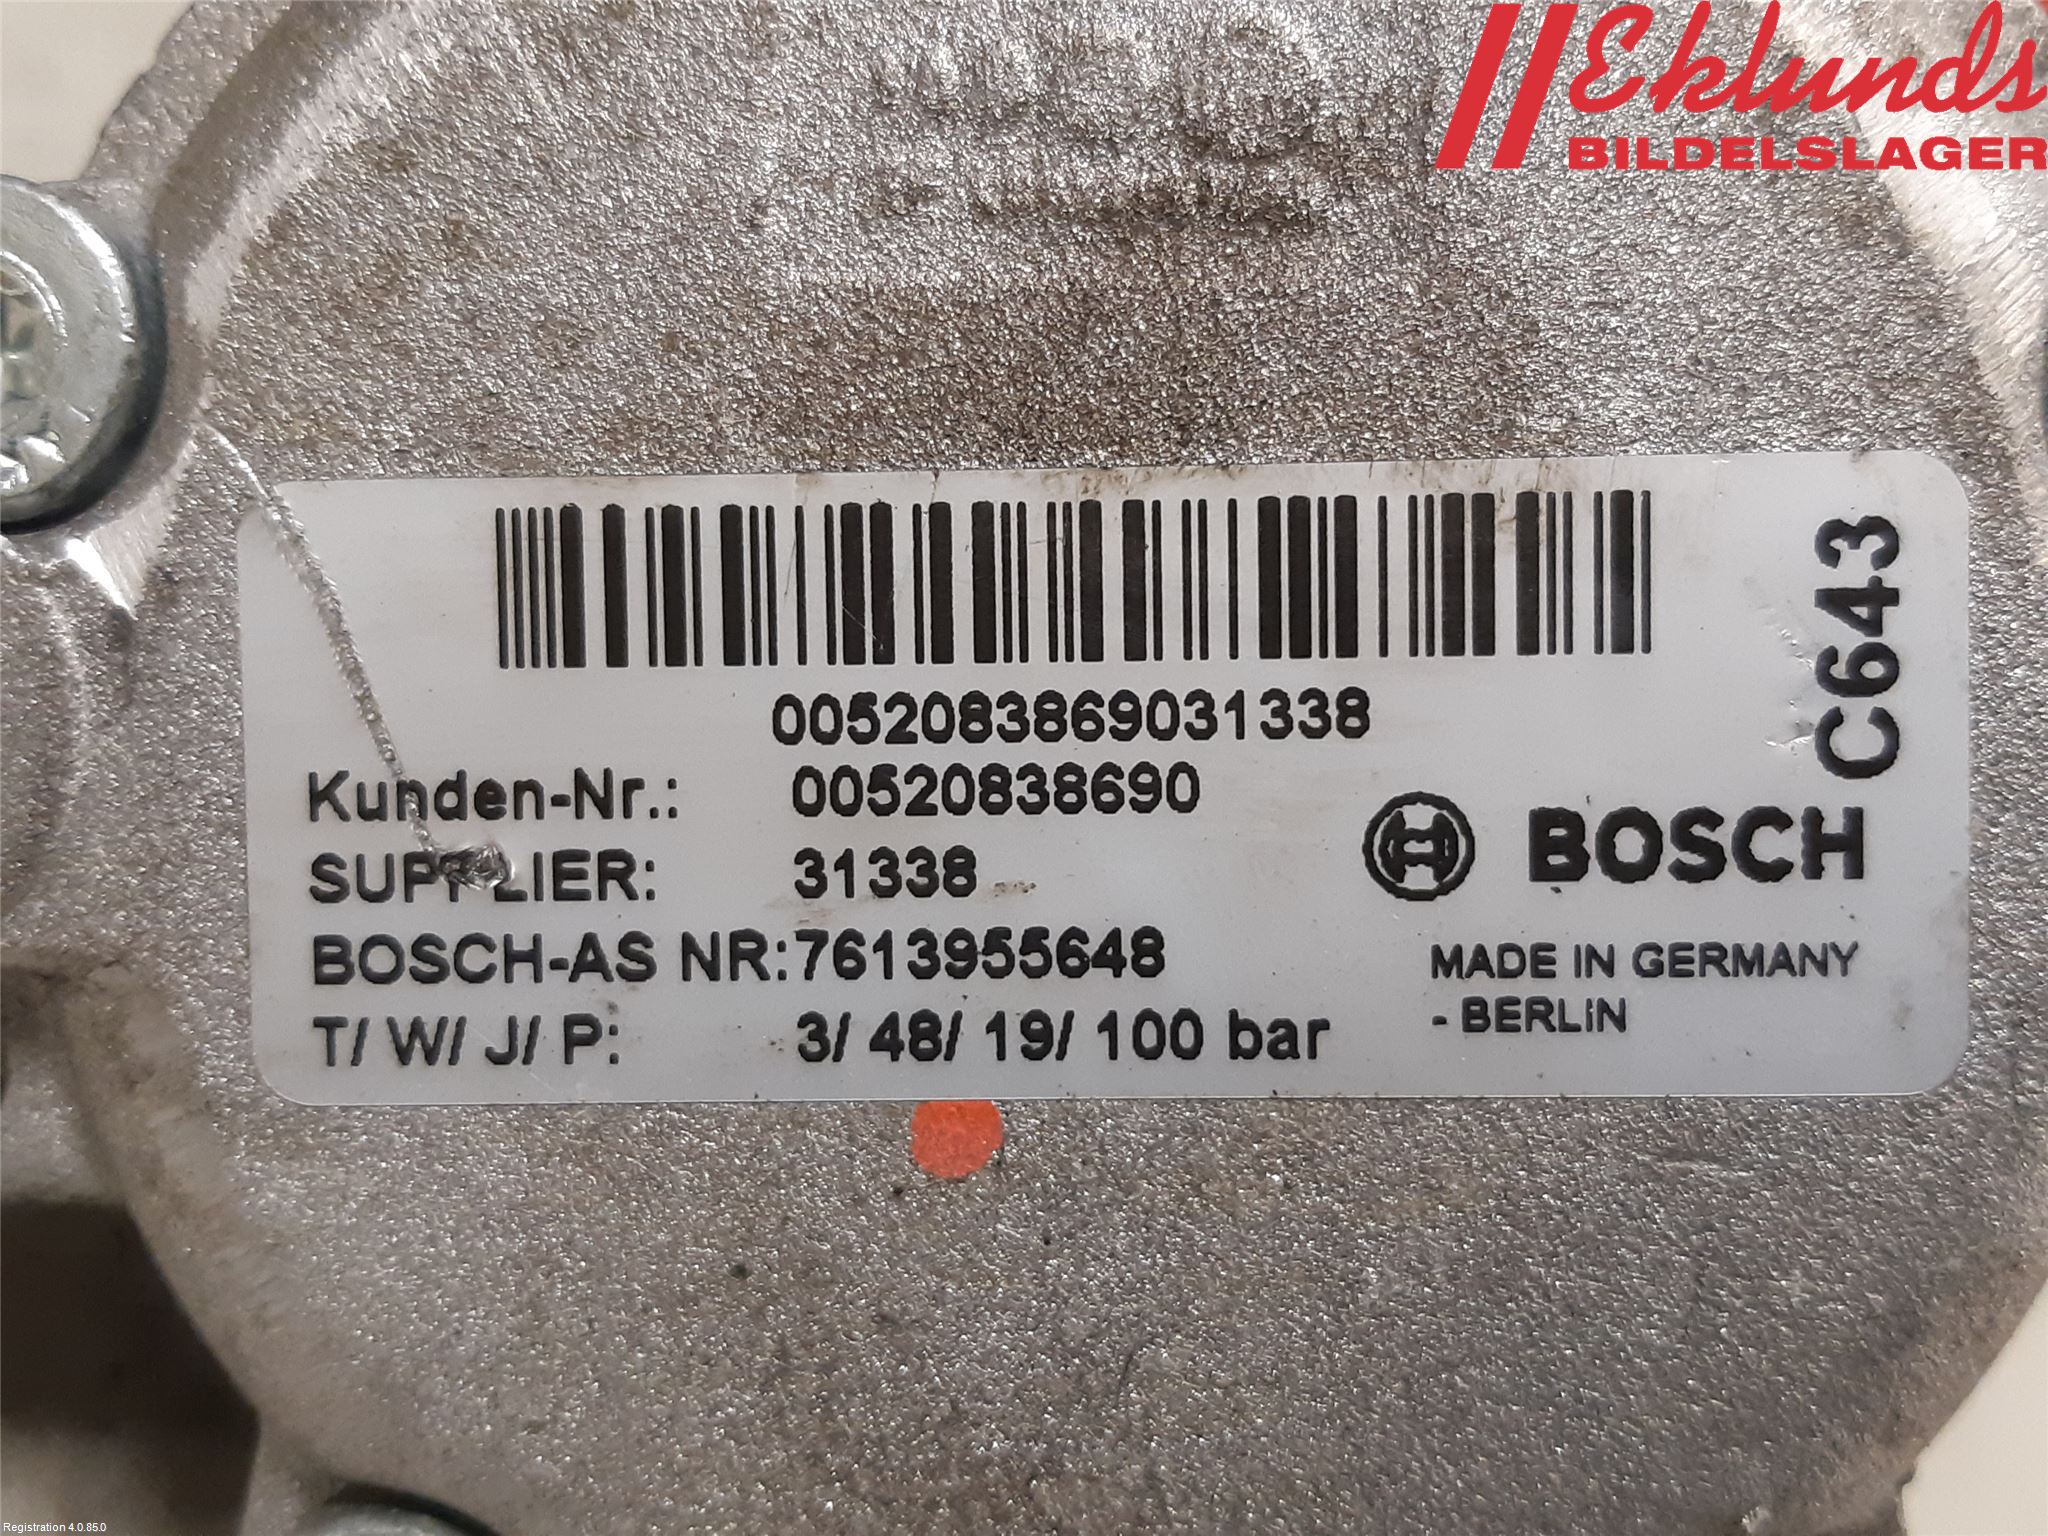 Eklunds
BILDELSLAGER
C643
0052083869031338
Kunden-Nr.: 00520838690
SUPPLIER: 31338
BOSCH
BOSCH-AS NR:7613955648
MADE IN GERMANY
- BERLiN
T/ W/ J/ P: 3/ 48/ 19/ 100 bar
Registration 4.0.85.0